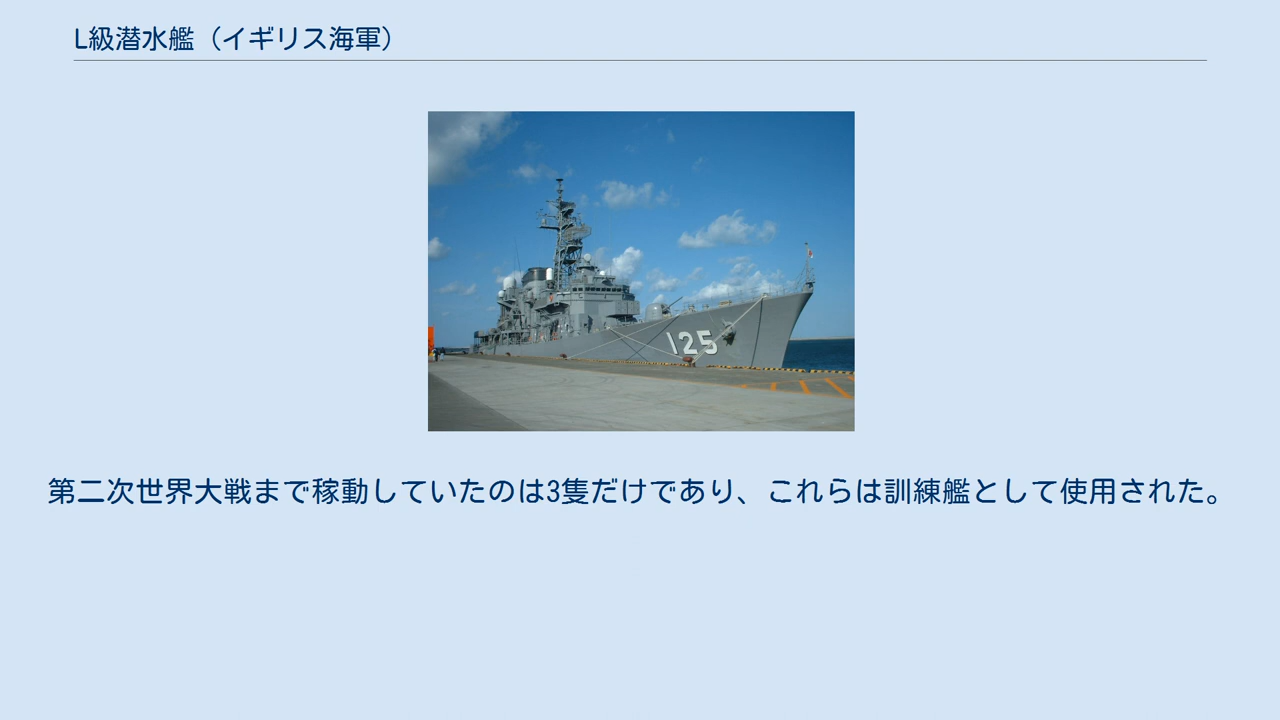 L級潜水艦（イギリス海軍）
125
第二次世界大戦まで稼動していたのは3隻だけであり、これらは訓練艦として使用された。